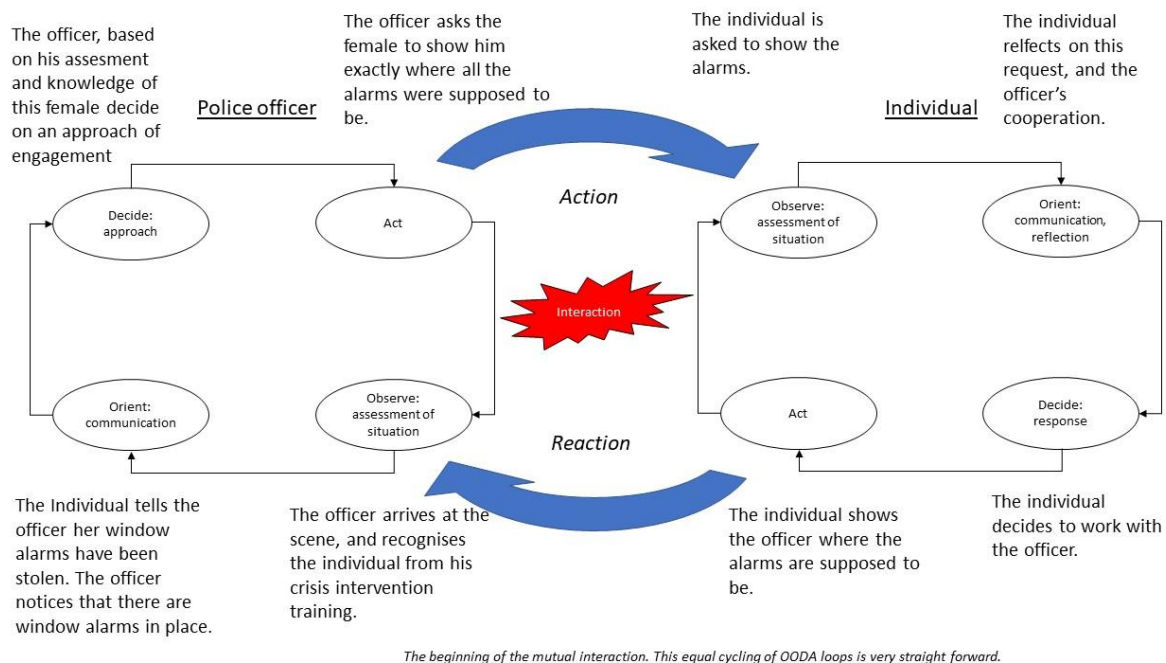 The officer, based
on his assesment
and knowledge of
this female decide
on an approach of
engagement
The officer asks the
female to show him
exactly where all the
alarms were supposed to
be.
The individual is
asked to show the
alarms.
The individual
relfects on this
request, and the
officer’s
cooperation.
Police officer
Individual
Action
Decide:
approach
Act
Observe:
assessment of
situation
Orient:
communication,
reflection
Interaction
Orient:
communication
Observe:
assessment of
situation
Act
Decide:
response
Reaction
The Individual tells the
officer her window
alarms have been
stolen. The officer
notices that there are
window alarms in place.
The officer arrives at the
scene, and recognises
the individual from his
crisis intervention
training.
The individual shows
the officer where the
alarms are supposed to
be.
The individual
decides to work with
the officer.
The beginning of the mutual interaction. This equal cycling of OODA loops is very straight forward.